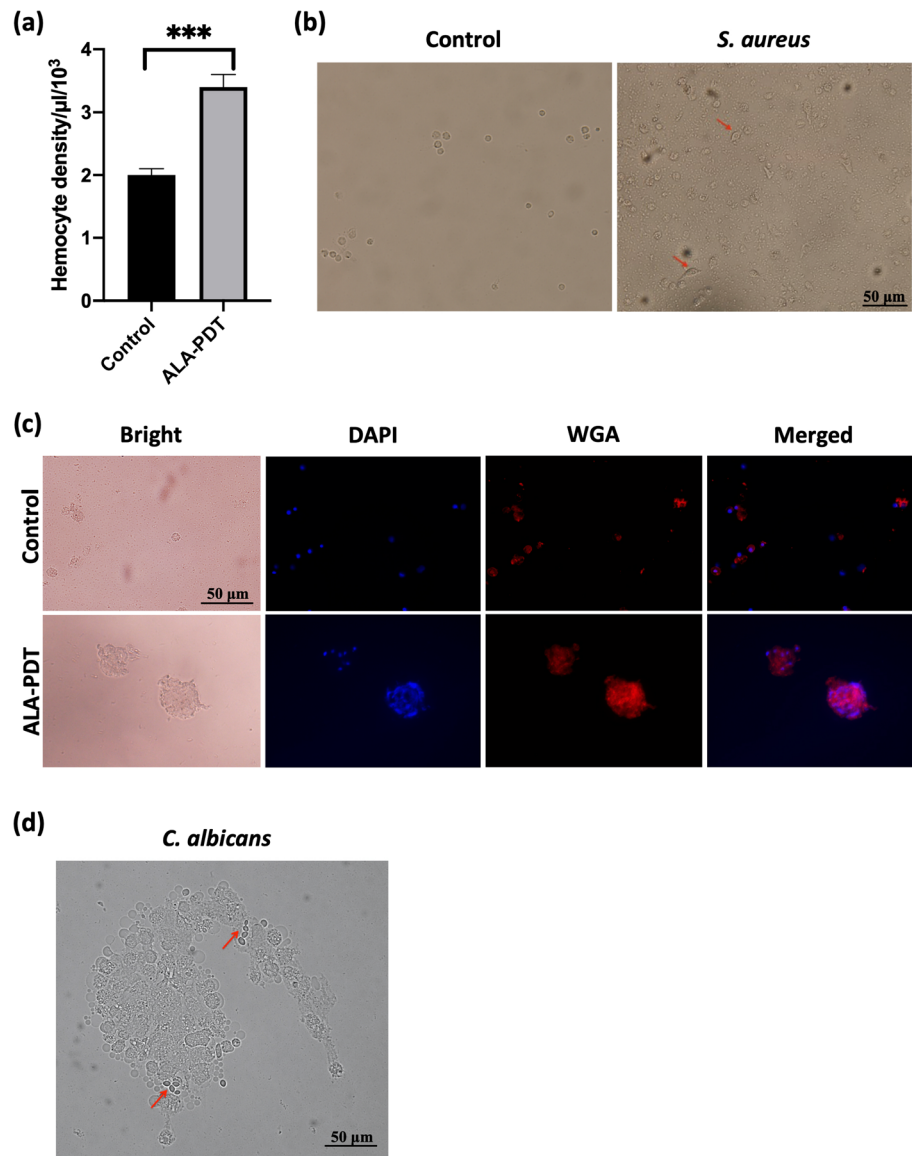 (a)
***
Hemocyte density/µl/10³
4
3
2
1
0
Control
ALA-PDT
(b)
Control
S. aureus
50 µm
(c)
Bright
DAPI
WGA
Merged
Control
50 µm
ALA-PDT
(d)
C. albicans
50 µm